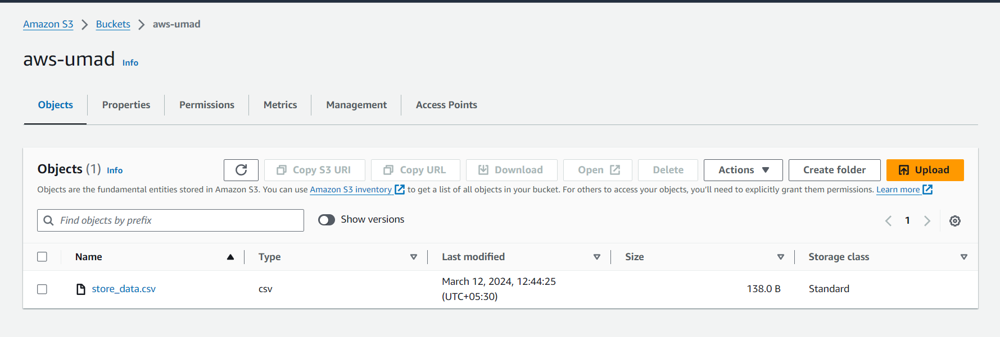 Amazon S3 > Buckets > aws-umad
aws-umad Info
Objects Properties Permissions Metrics Management Access Points
Objects (1) Info Copy S3 URI Copy URL Download Open Delete Actions Create folder Upload
Objects are the fundamental entities stored in Amazon S3. You can use Amazon S3 inventory to get a list of all objects in your bucket. For others to access your objects, you'll need to explicitly grant them permissions. Learn more
Find objects by prefix Show versions 1
Name Type Last modified Size Storage class
store_data.csv csv March 12, 2024, 12:44:25 (UTC+05:30) 138.0 B Standard